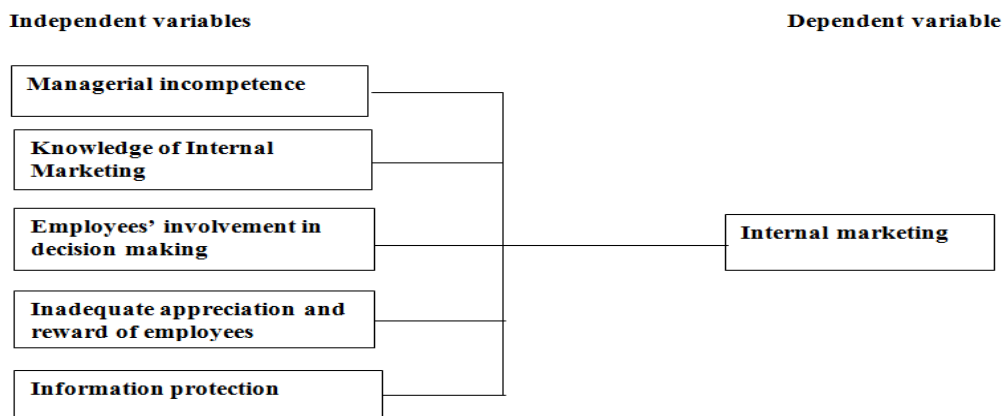 Independent variables
Dependent variable
Managerial incompetence
Knowledge of Internal
Marketing
Employees’ involvement in
decision making
Internal marketing
Inadequate appreciation and
reward of employees
Information protection